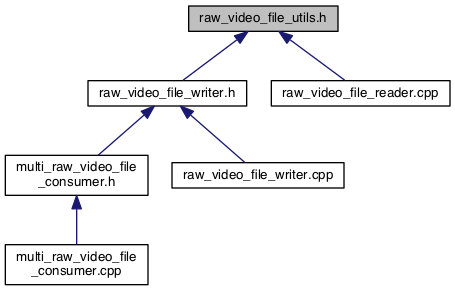 raw_video_file_utils.h
raw_video_file_writer.h
raw_video_file_reader.cpp
multi_raw_video_file
_consumer.h
raw_video_file_writer.cpp
multi_raw_video_file
_consumer.cpp